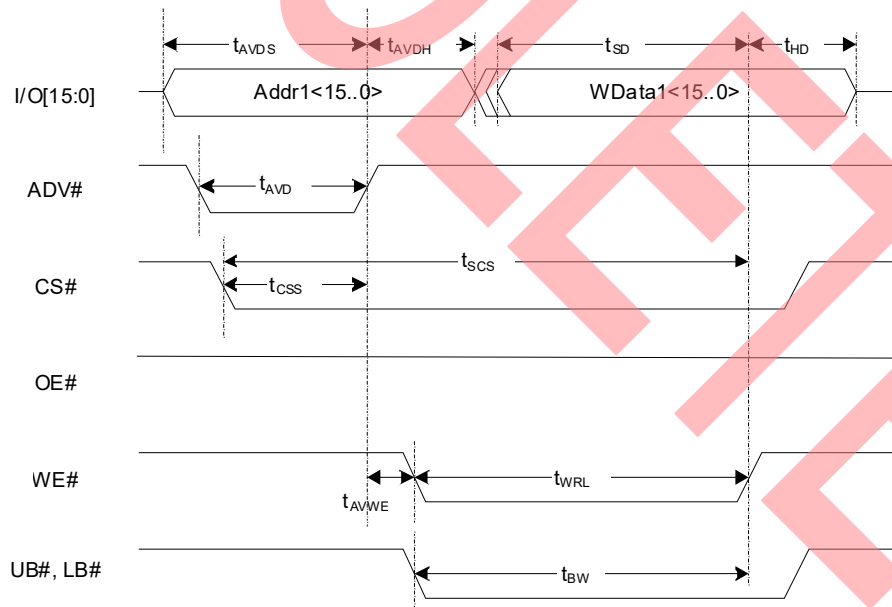 tAVDS tAVDH tSD tHD
I/O[15:0] Addr1<15..0> WData1<15..0>
ADV# tAVD
tSCS
CS# tCSS
OE#
WE# tWRL
tAVWE
UB#, LB# tBW